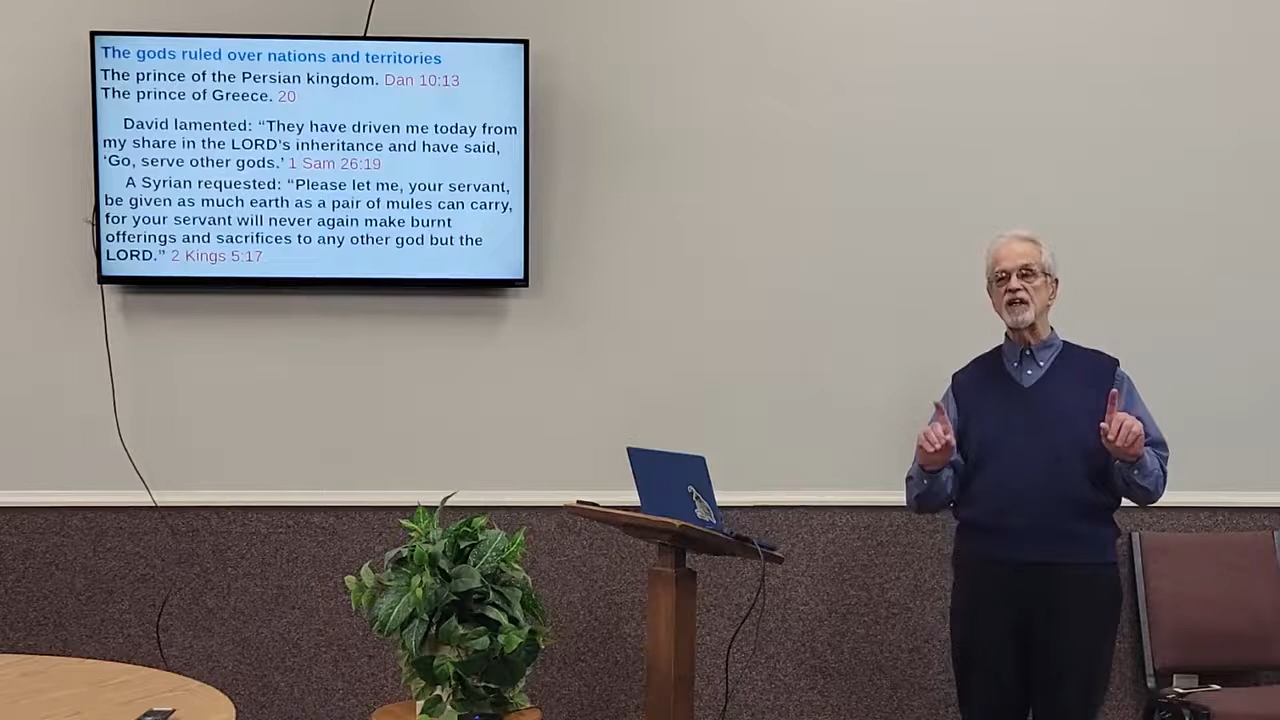 The gods ruled over nations and territories
The prince of the Persian kingdom. Dan 10:13
The prince of Greece. 20
David lamented: “They have driven me today from
my share in the LORD’s inheritance and have said,
‘Go, serve other gods.’ 1 Sam 26:19
A Syrian requested: “Please let me, your servant,
be given as much earth as a pair of mules can carry,
for your servant will never again make burnt
offerings and sacrifices to any other god but the
LORD.” 2 Kings 5:17